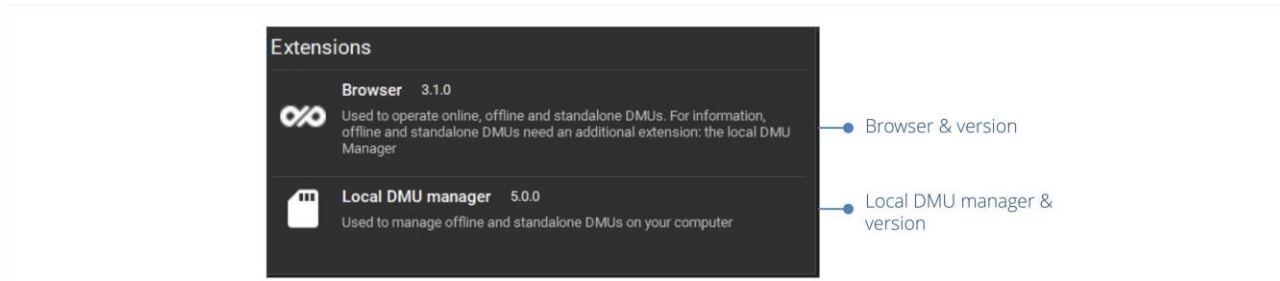 Extensions
Browser 3.1.0
Used to operate online, offline and standalone DMUs. For information,
offline and standalone DMUs need an additional extension: the local DMU
Manager
Browser & version
Local DMU manager 5.0.0
Used to manage offline and standalone DMUs on your computer
Local DMU manager &
version